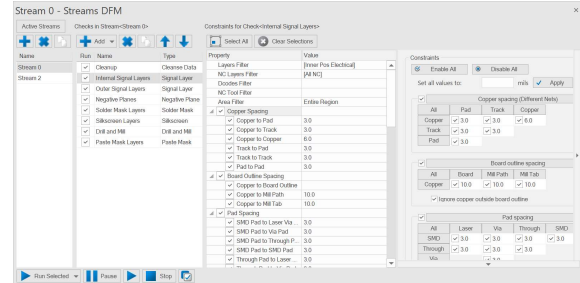 Stream 0 - Streams DFM
Active Streams
Checks in Stream<Stream 0>
Constraints for Check<Internal Signal Layers>
Add
Select All
Clear Selections
Name
Stream 0
Stream 2
Run Name Type
Cleanup Cleanse Data
Internal Signal Layers Signal Layer
Outer Signal Layers Signal Layer
Negative Planes Negative Plane
Solder Mask Layers Solder Mask
Silkscreen Layers Silkscreen
Drill and Mill Drill and Mill
Paste Mask Layers Paste Mask
Property Value
Layers Filter [Inner Pos Electrical]
NC Layers Filter [All NC]
Dcodes Filter
NC Tool Filter
Area Filter Entire Region
Copper Spacing
Copper to Pad 3.0
Copper to Track 3.0
Copper to Copper 6.0
Track to Pad 3.0
Track to Track 3.0
Pad to Pad 3.0
Board Outline Spacing
Copper to Board Outline
Copper to Mill Path 10.0
Copper to Mill Tab 10.0
Pad Spacing
SMD Pad to Laser Via ... 3.0
SMD Pad to Via Pad 3.0
SMD Pad to Through P... 3.0
SMD Pad to SMD Pad 3.0
Through Pad to Laser ... 3.0
Constraints
Enable All
Disable All
Set all values to: mils Apply
Copper spacing (Different Nets)
All Pad Track Copper
Copper 3.0 3.0 6.0
Track 3.0 3.0
Pad 3.0
Board outline spacing
All Board Mill Path Mill Tab
Copper 10.0 10.0 10.0
Ignore copper outside board outline
Pad spacing
All Laser Via Through SMD
SMD 3.0 3.0 3.0 3.0
Through 3.0 3.0 3.0
Via
Run Selected
Pause
Stop